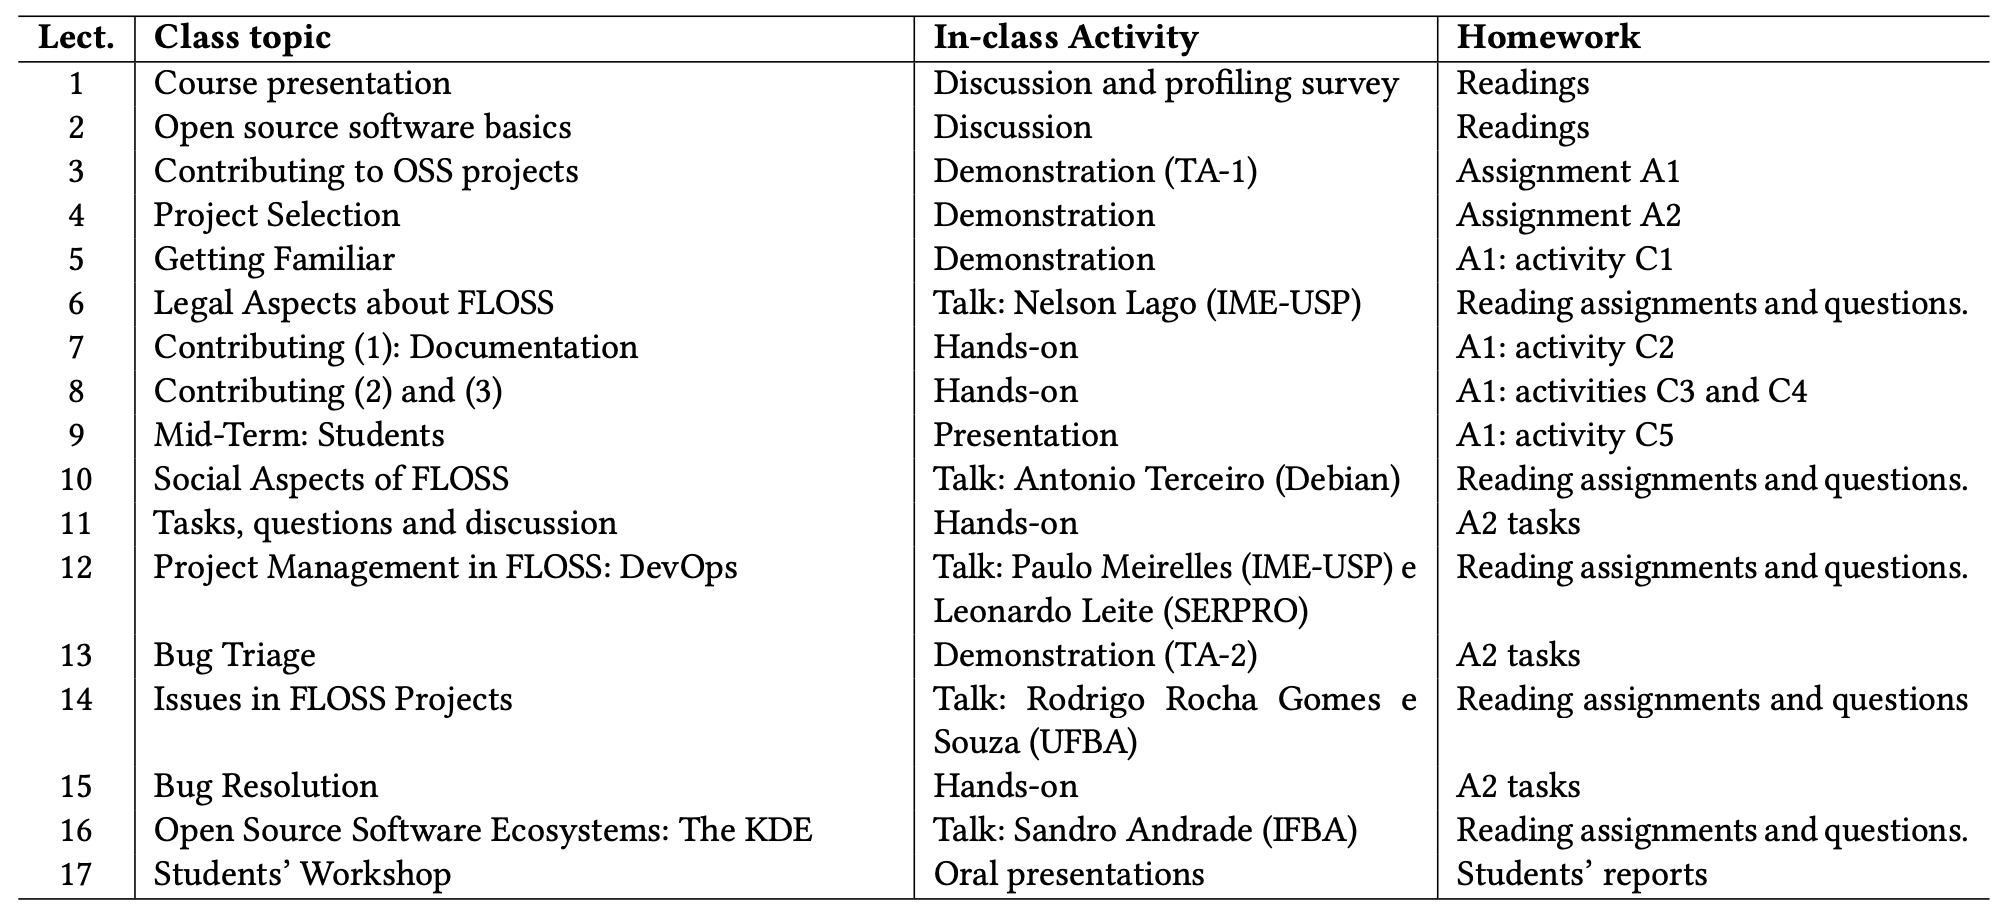 Lect. Class topic In-class Activity Homework
1 Course presentation Discussion and profiling survey Readings
2 Open source software basics Discussion Readings
3 Contributing to OSS projects Demonstration (TA-1) Assignment A1
4 Project Selection Demonstration Assignment A2
5 Getting Familiar Demonstration A1: activity C1
6 Legal Aspects about FLOSS Talk: Nelson Lago (IME-USP) Reading assignments and questions.
7 Contributing (1): Documentation Hands-on A1: activity C2
8 Contributing (2) and (3) Hands-on A1: activities C3 and C4
9 Mid-Term: Students Presentation A1: activity C5
10 Social Aspects of FLOSS Talk: Antonio Terceiro (Debian) Reading assignments and questions.
11 Tasks, questions and discussion Hands-on A2 tasks
12 Project Management in FLOSS: DevOps Talk: Paulo Meirelles (IME-USP) e Reading assignments and questions.
Leonardo Leite (SERPRO)
13 Bug Triage Demonstration (TA-2) A2 tasks
14 Issues in FLOSS Projects Talk: Rodrigo Rocha Gomes e Reading assignments and questions
Souza (UFBA)
15 Bug Resolution Hands-on A2 tasks
16 Open Source Software Ecosystems: The KDE Talk: Sandro Andrade (IFBA) Reading assignments and questions.
17 Students’ Workshop Oral presentations Students’ reports